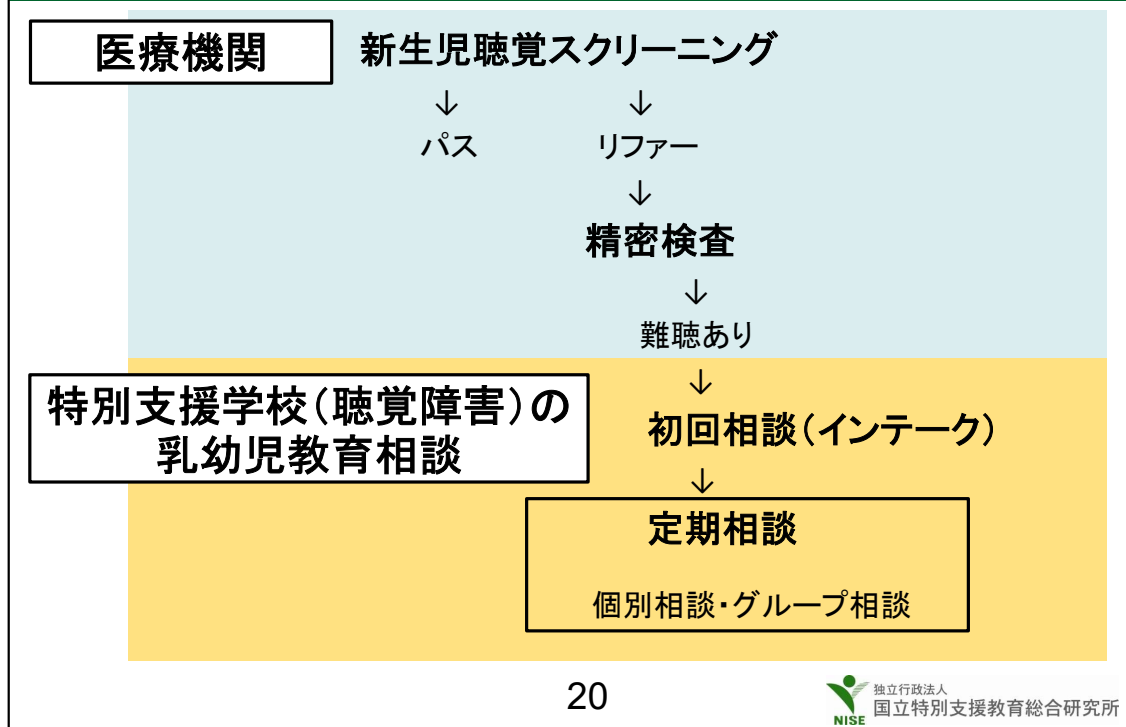 医療機関
新生児聴覚スクリーニング
↓ ↓
パス リファー
↓
精密検査
↓
難聴あり
特別支援学校(聴覚障害)の
乳幼児教育相談
↓
初回相談(インテーク)
↓
定期相談
個別相談・グループ相談
20
NISE
独立行政法人
国立特別支援教育総合研究所